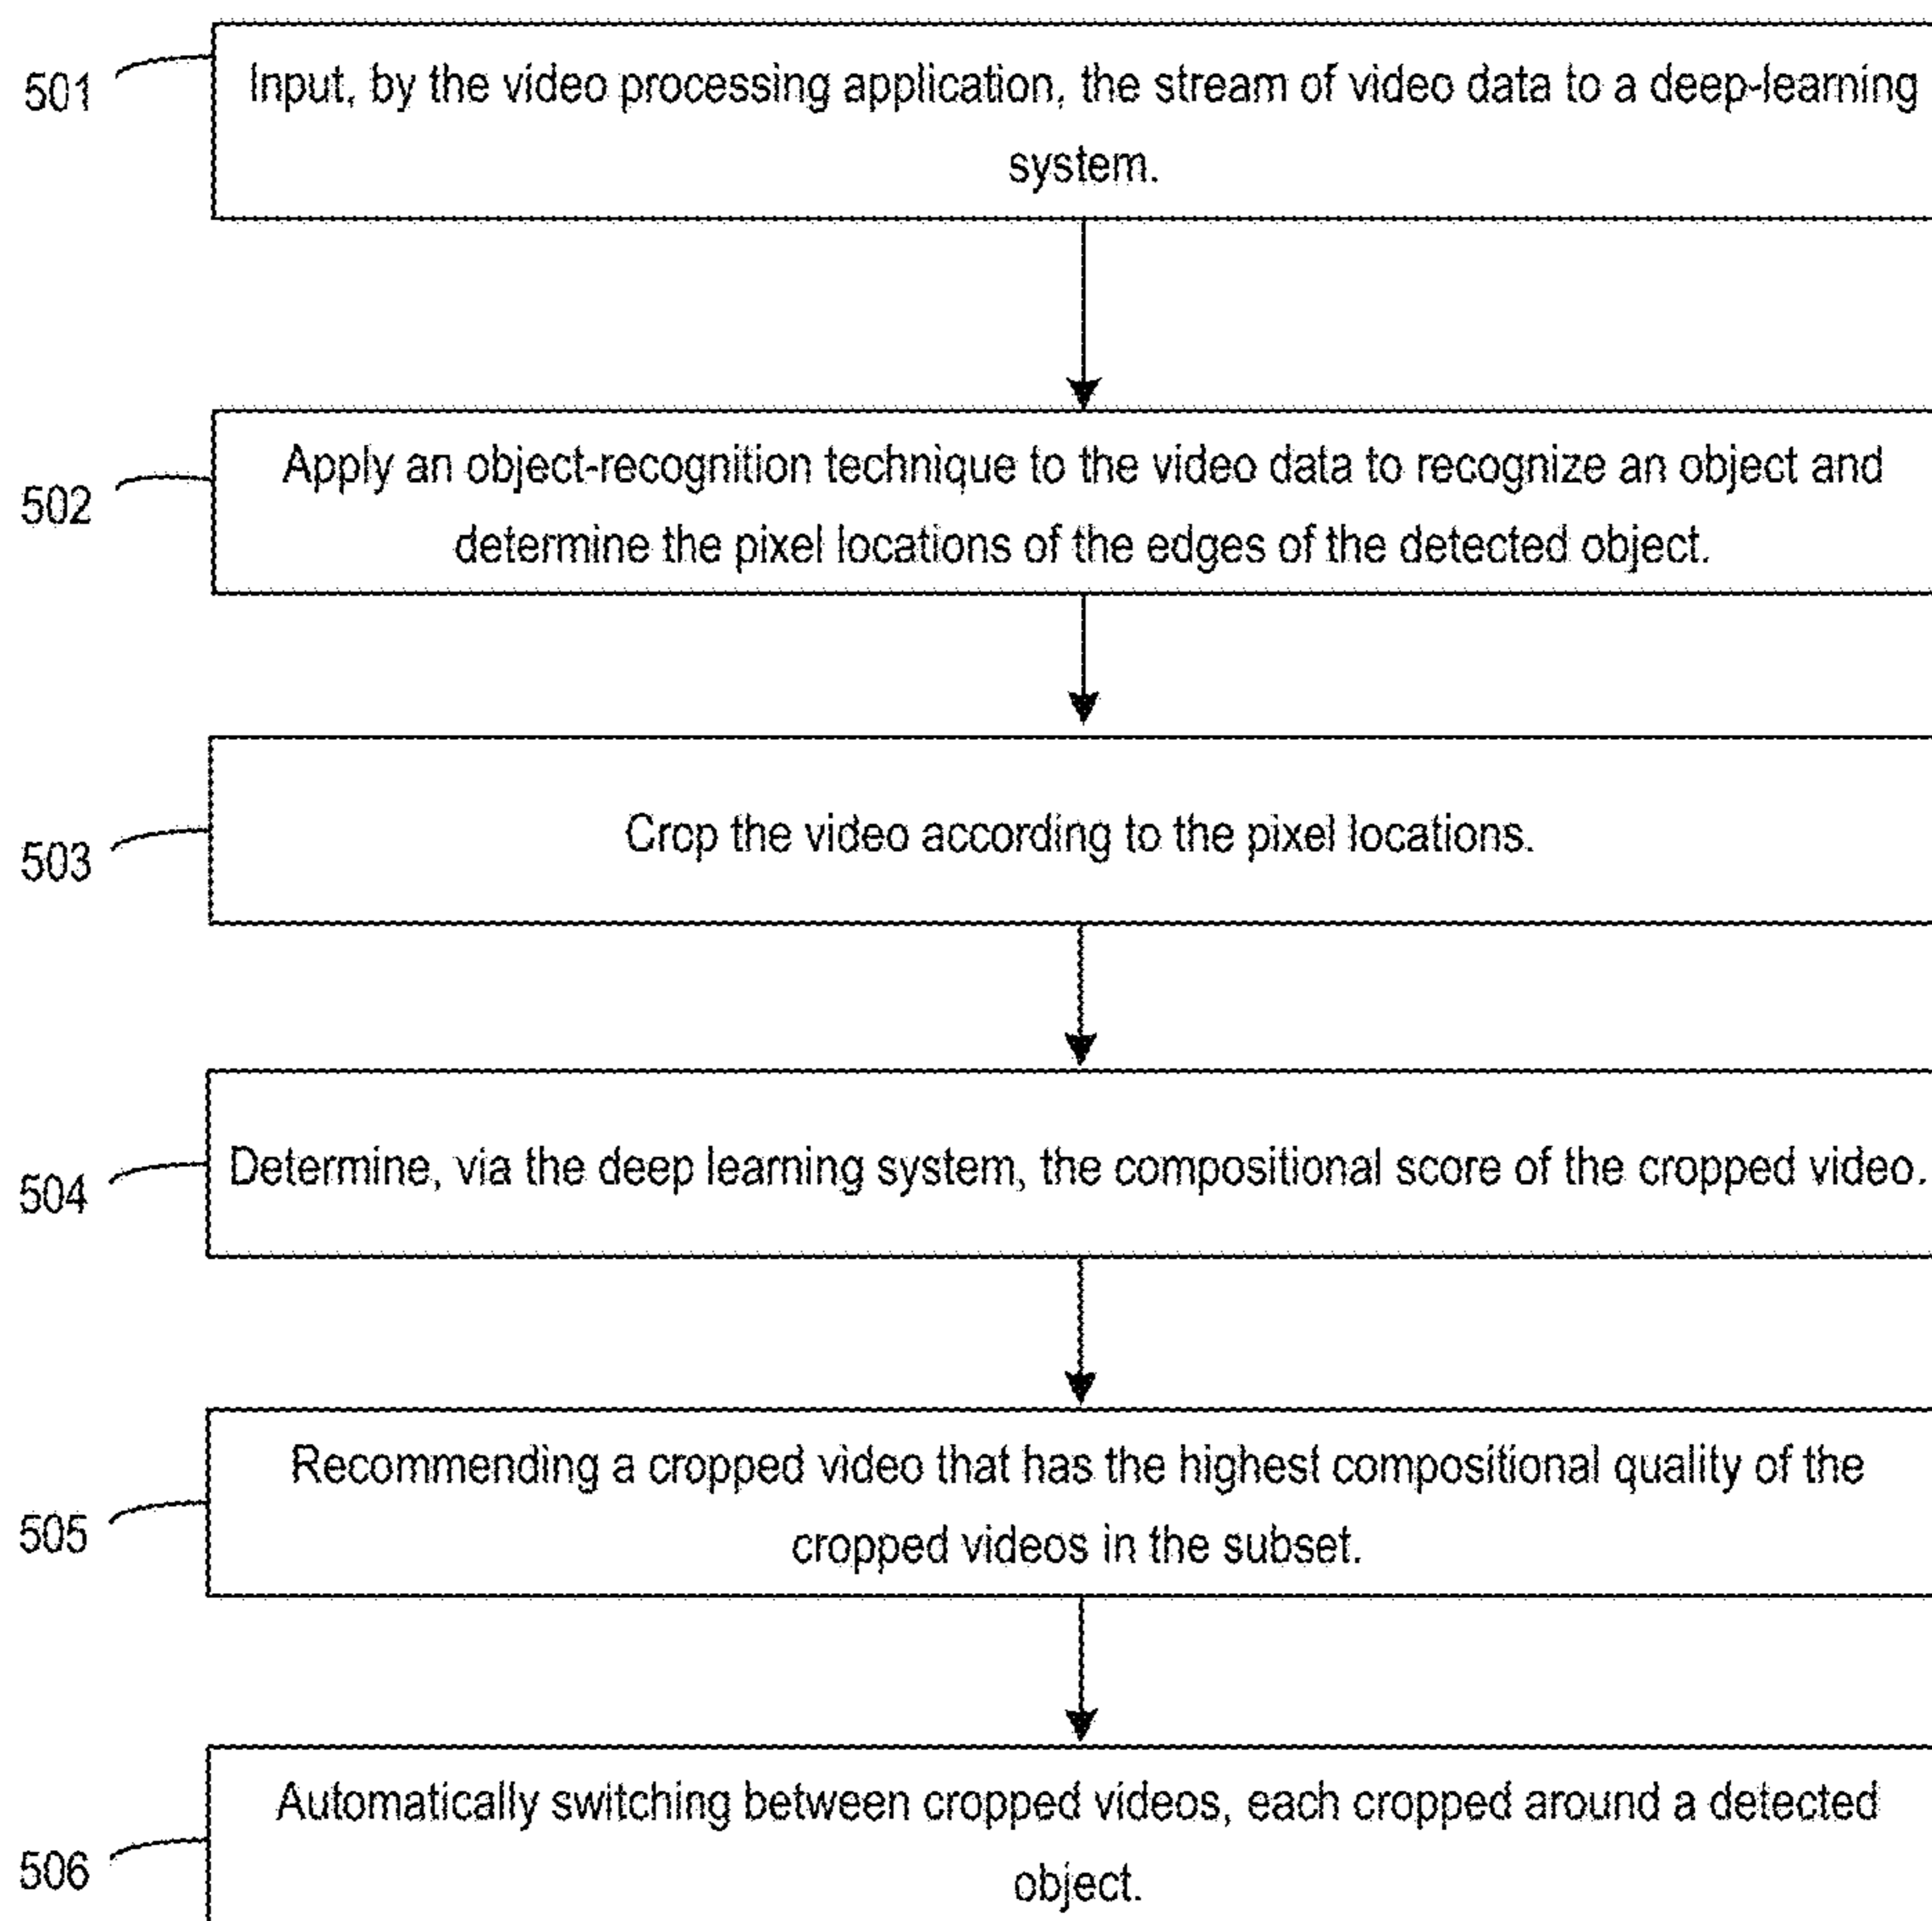 501
Input, by the video processing application, the stream of video data to a deep-learning
system.
502
Apply an object-recognition technique to the video data to recognize an object and
determine the pixel locations of the edges of the detected object.
503
Crop the video according to the pixel locations.
504
Determine, via the deep learning system, the compositional score of the cropped video.
505
Recommending a cropped video that has the highest compositional quality of the
cropped videos in the subset.
506
Automatically switching between cropped videos, each cropped around a detected
object.